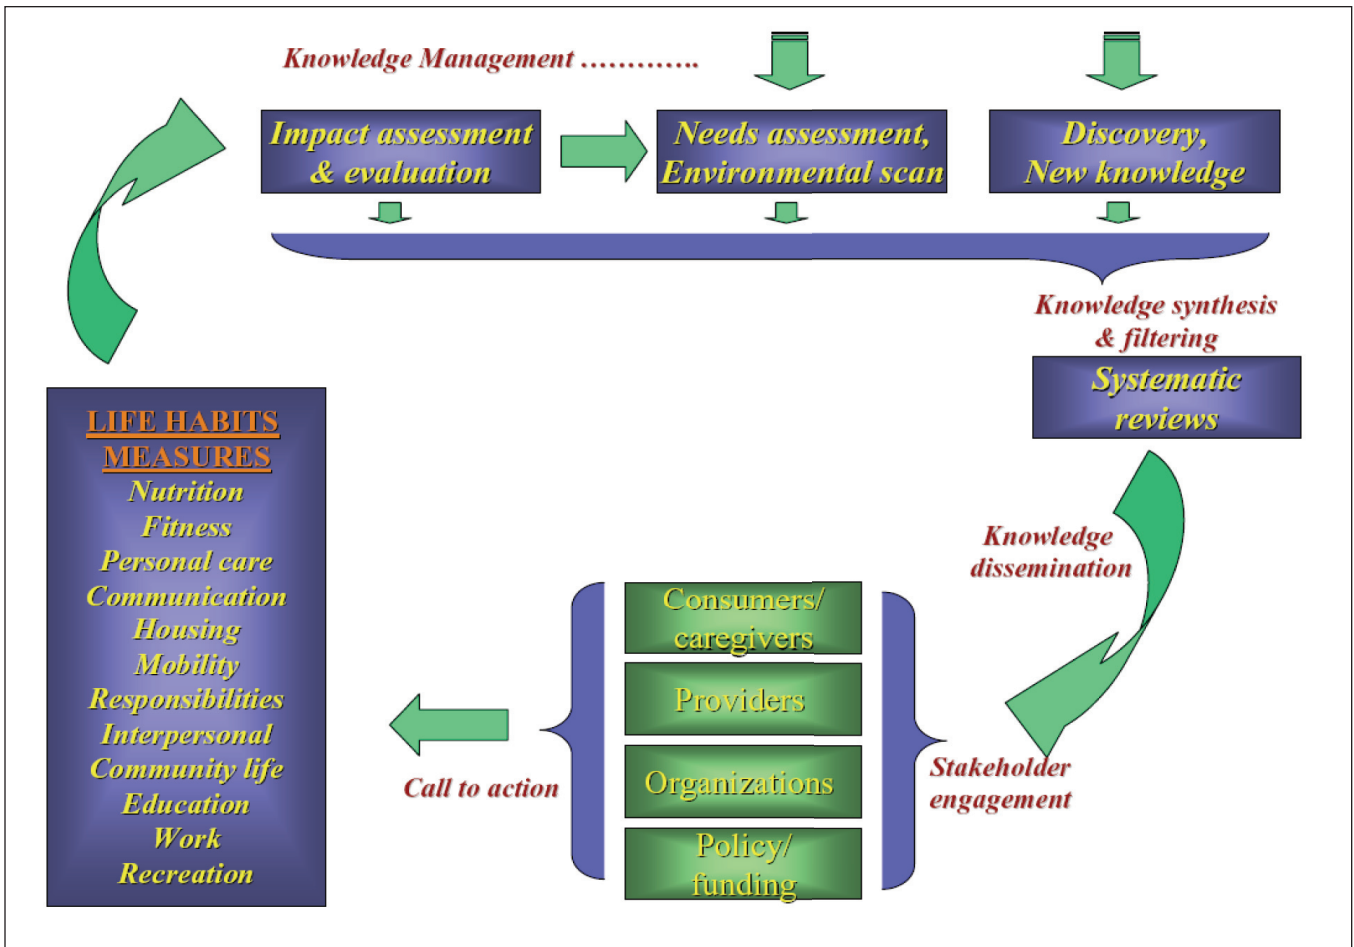 Knowledge Management .............
Impact assessment
& evaluation
Needs assessment,
Environmental scan
Discovery,
New knowledge
Knowledge synthesis
& filtering
Systematic
reviews
LIFE HABITS
MEASURES
Nutrition
Fitness
Personal care
Communication
Housing
Mobility
Responsibilities
Interpersonal
Community life
Education
Work
Recreation
Knowledge
dissemination
Consumers/
caregivers
Providers
Organizations
Policy/
funding
Call to action
Stakeholder
engagement